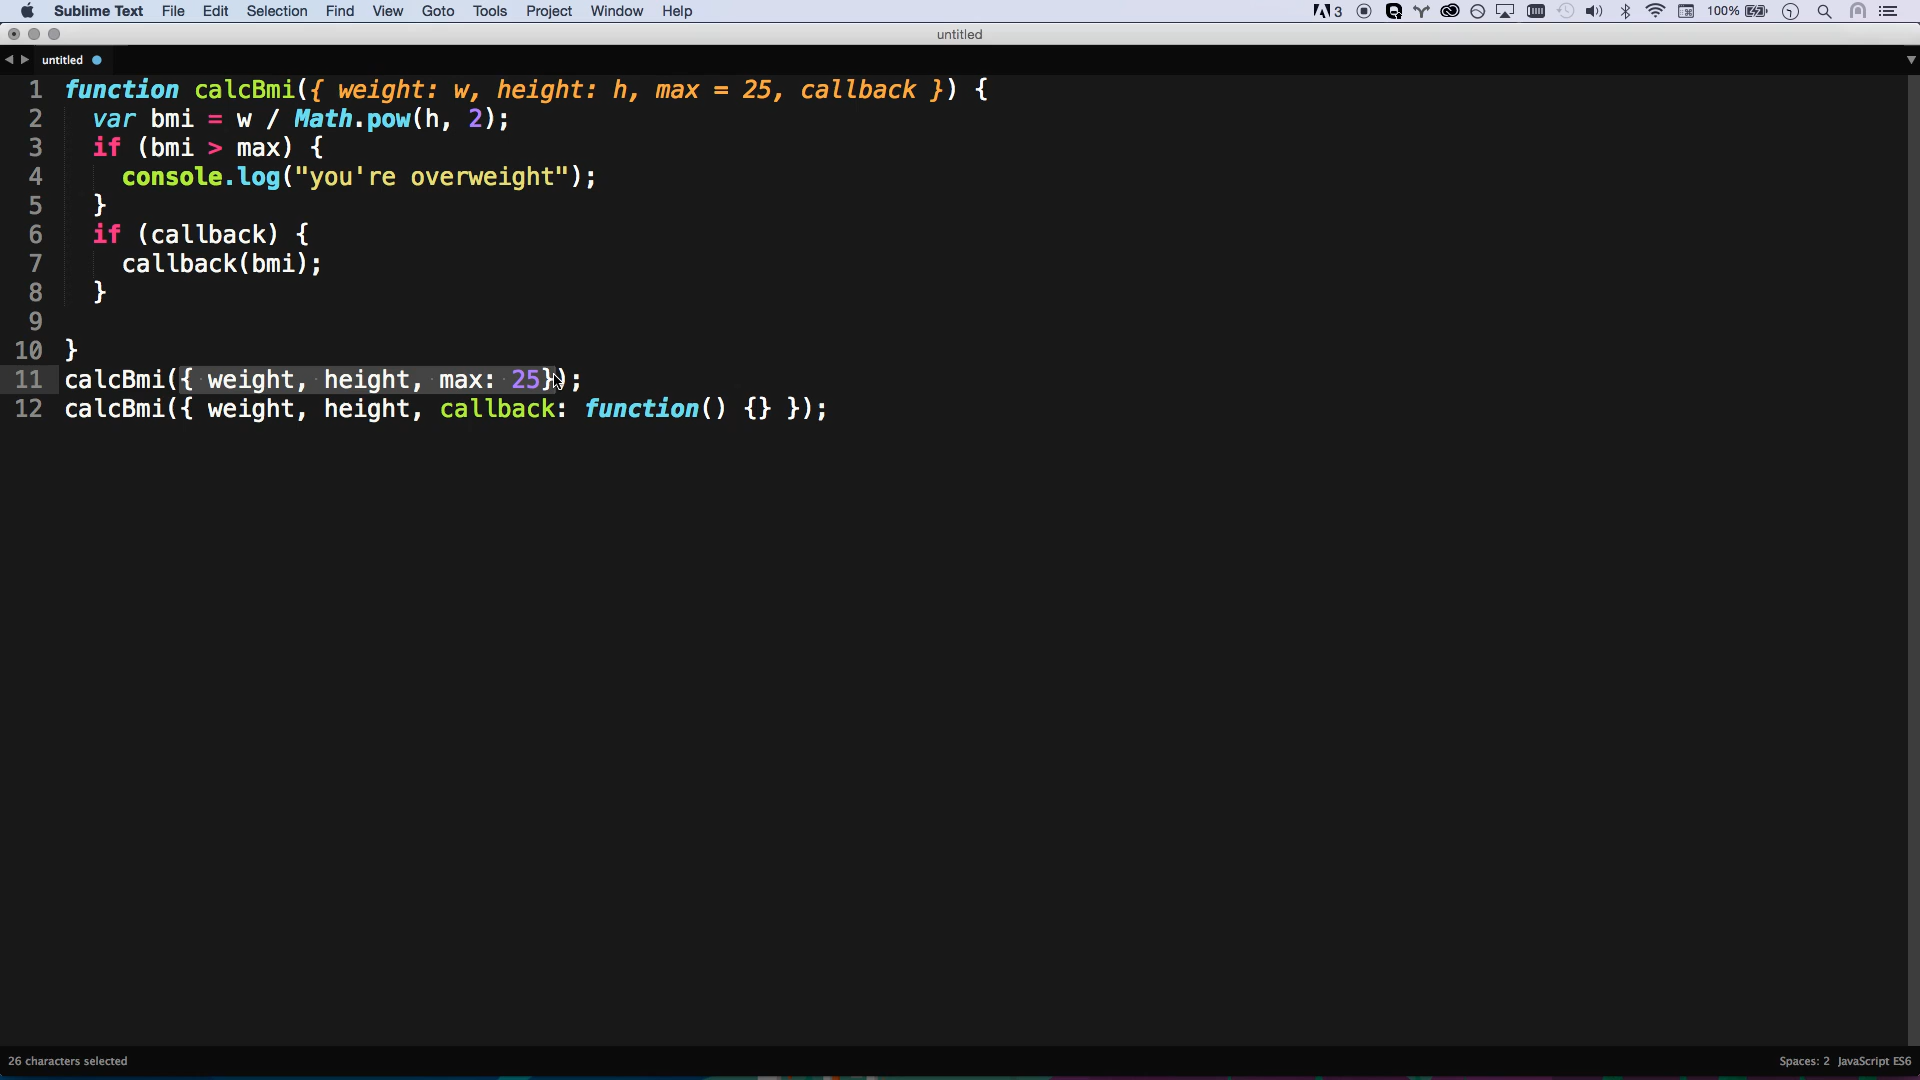 Sublime Text File Edit Selection Find View Goto Tools Project Window Help 3 100%
untitled
untitled
1 function calcBmi({ weight: w, height: h, max = 25, callback }) {
2 var bmi = w / Math.pow(h, 2);
3 if (bmi > max) {
4 console.log("you're overweight");
5 }
6 if (callback) {
7 callback(bmi);
8 }
9
10 }
11 calcBmi({ weight, height, max: 25});
12 calcBmi({ weight, height, callback: function() {} });
26 characters selected Spaces: 2 JavaScript ES6